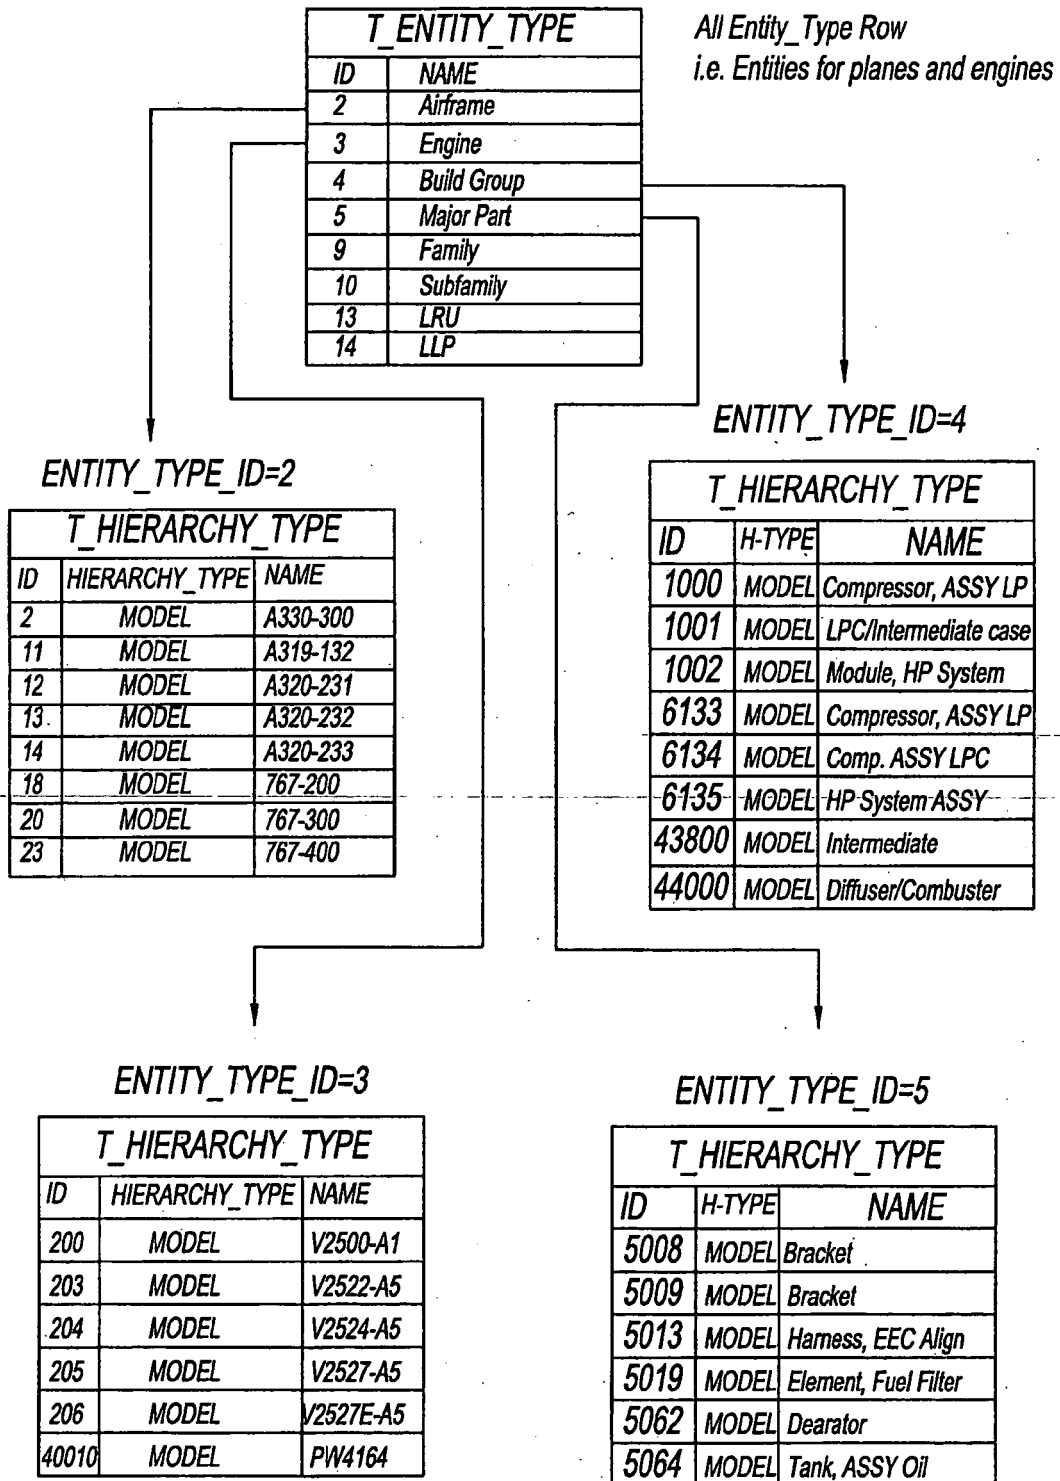 T_ENTITY_TYPE
ID NAME
2 Airframe
3 Engine
4 Build Group
5 Major Part
9 Family
10 Subfamily
13 LRU
14 LLP
All Entity_Type Row
i.e. Entities for planes and engines
ENTITY_TYPE_ID=2
T_HIERARCHY_TYPE
ID HIERARCHY_TYPE NAME
2 MODEL A330-300
11 MODEL A319-132
12 MODEL A320-231
13 MODEL A320-232
14 MODEL A320-233
18 MODEL 767-200
20 MODEL 767-300
23 MODEL 767-400
ENTITY_TYPE_ID=4
T_HIERARCHY_TYPE
ID H-TYPE NAME
1000 MODEL Compressor, ASSY LP
1001 MODEL LPC/Intermediate case
1002 MODEL Module, HP System
6133 MODEL Compressor, ASSY LP
6134 MODEL Comp. ASSY LPC
6135 MODEL HP System ASSY
43800 MODEL Intermediate
44000 MODEL Diffuser/Combuster
ENTITY_TYPE_ID=3
T_HIERARCHY_TYPE
ID HIERARCHY_TYPE NAME
200 MODEL V2500-A1
203 MODEL V2522-A5
204 MODEL V2524-A5
205 MODEL V2527-A5
206 MODEL V2527E-A5
40010 MODEL PW4164
ENTITY_TYPE_ID=5
T_HIERARCHY_TYPE
ID H-TYPE NAME
5008 MODEL Bracket
5009 MODEL Bracket
5013 MODEL Harness, EEC Align
5019 MODEL Element, Fuel Filter
5062 MODEL Dearator
5064 MODEL Tank, ASSY Oil